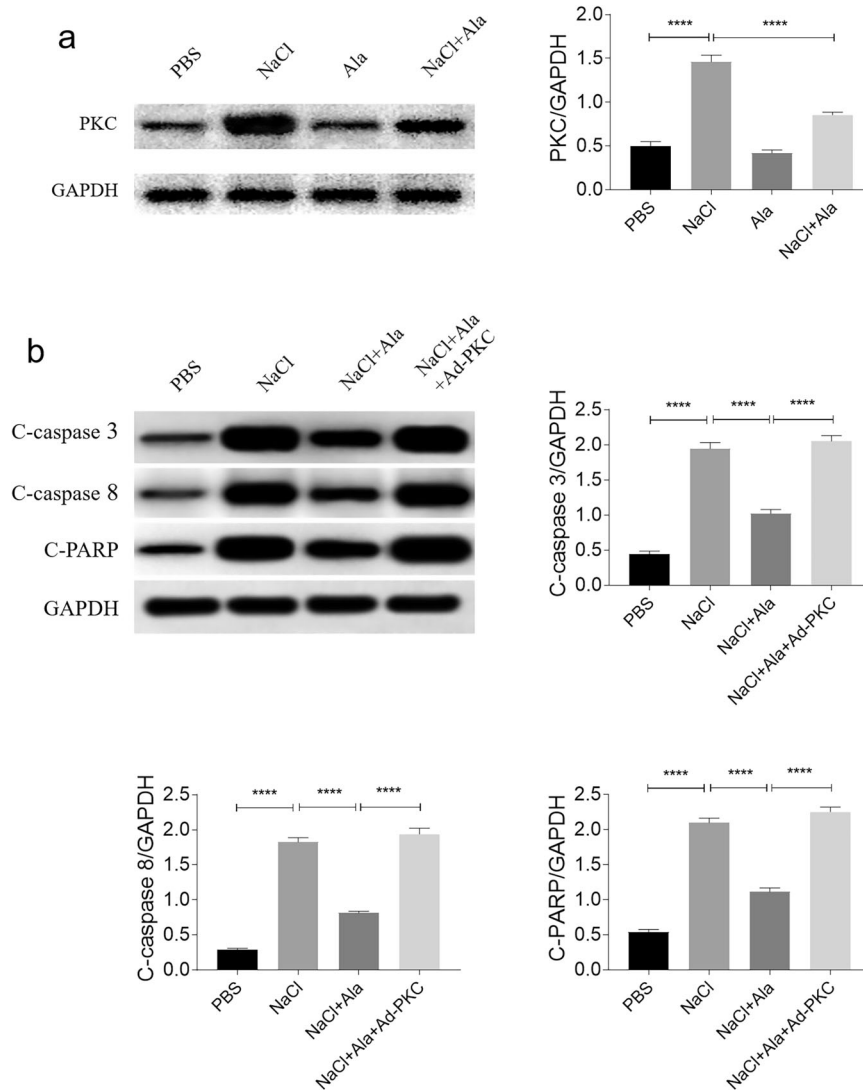 a
PBS
NaCl
Ala
NaCl+Ala
PKC
GAPDH
PKC/GAPDH
2.0
1.5
1.0
0.5
0.0
****
****
PBS
NaCl
Ala
NaCl+Ala
b
PBS
NaCl
NaCl+Ala
NaCl+Ala
+Ad-PKC
C-caspase 3
C-caspase 8
C-PARP
GAPDH
C-caspase 3/GAPDH
2.5
2.0
1.5
1.0
0.5
0.0
****
****
****
PBS
NaCl
NaCl+Ala
NaCl+Ala+Ad-PKC
C-caspase 8/GAPDH
2.5
2.0
1.5
1.0
0.5
0.0
****
****
****
PBS
NaCl
NaCl+Ala
NaCl+Ala+Ad-PKC
C-PARP/GAPDH
2.5
2.0
1.5
1.0
0.5
0.0
****
****
****
PBS
NaCl
NaCl+Ala
NaCl+Ala+Ad-PKC